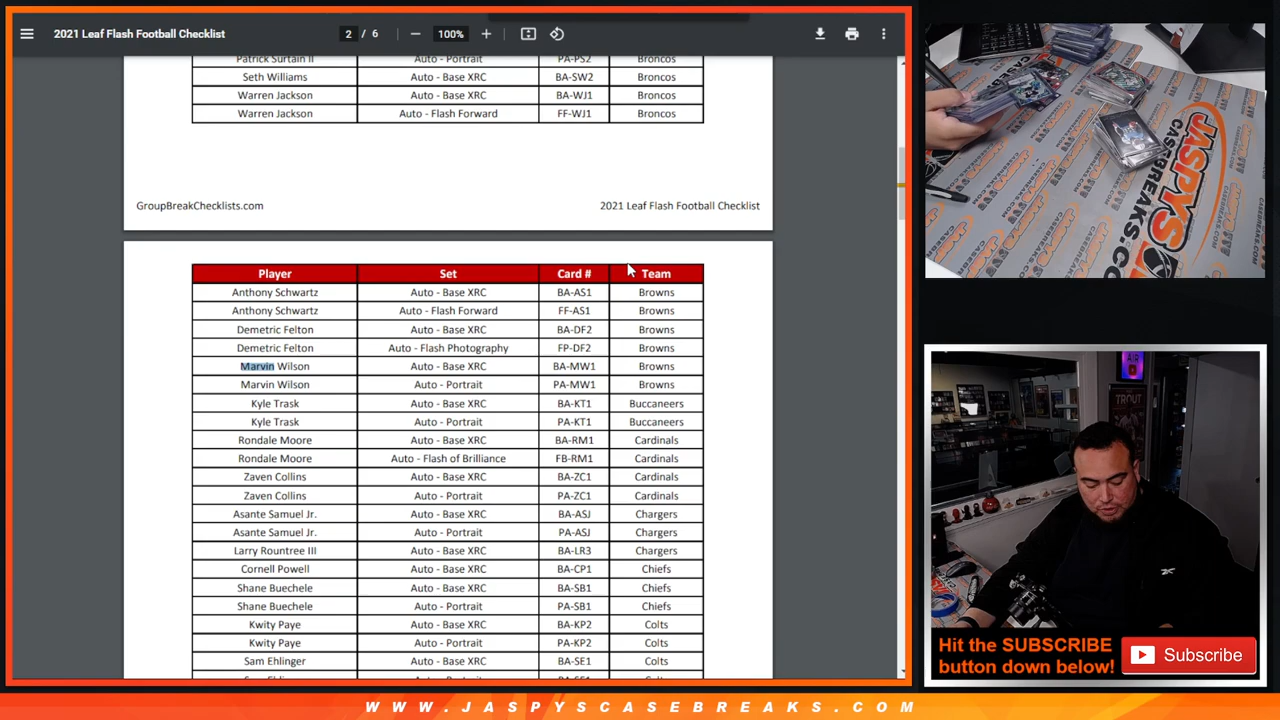 2021 Leaf Flash Football Checklist 2 / 6 100%
Patrick Surtain II Auto - Portrait PA-PS2 Broncos
Seth Williams Auto - Base XRC BA-SW2 Broncos
Warren Jackson Auto - Base XRC BA-WJ1 Broncos
Warren Jackson Auto - Flash Forward FF-WJ1 Broncos
GroupBreakChecklists.com 2021 Leaf Flash Football Checklist
Player Set Card # Team
Anthony Schwartz Auto - Base XRC BA-AS1 Browns
Anthony Schwartz Auto - Flash Forward FF-AS1 Browns
Demetric Felton Auto - Base XRC BA-DF2 Browns
Demetric Felton Auto - Flash Photography FP-DF2 Browns
Marvin Wilson Auto - Base XRC BA-MW1 Browns
Marvin Wilson Auto - Portrait PA-MW1 Browns
Kyle Trask Auto - Base XRC BA-KT1 Buccaneers
Kyle Trask Auto - Portrait PA-KT1 Buccaneers
Rondale Moore Auto - Base XRC BA-RM1 Cardinals
Rondale Moore Auto - Flash of Brilliance FB-RM1 Cardinals
Zaven Collins Auto - Base XRC BA-ZC1 Cardinals
Zaven Collins Auto - Portrait PA-ZC1 Cardinals
Asante Samuel Jr. Auto - Base XRC BA-ASJ Chargers
Asante Samuel Jr. Auto - Portrait PA-ASJ Chargers
Larry Rountree III Auto - Base XRC BA-LR3 Chargers
Cornell Powell Auto - Base XRC BA-CP1 Chiefs
Shane Buechele Auto - Base XRC BA-SB1 Chiefs
Shane Buechele Auto - Portrait PA-SB1 Chiefs
Kwity Paye Auto - Base XRC BA-KP2 Colts
Kwity Paye Auto - Portrait PA-KP2 Colts
Sam Ehlinger Auto - Base XRC BA-SE1 Colts
JASPYS
CASEBREAKS.COM
AIR
TROUT
Hit the SUBSCRIBE
button down below!
Subscribe
WWW.JASPYSCASEBREAKS.COM